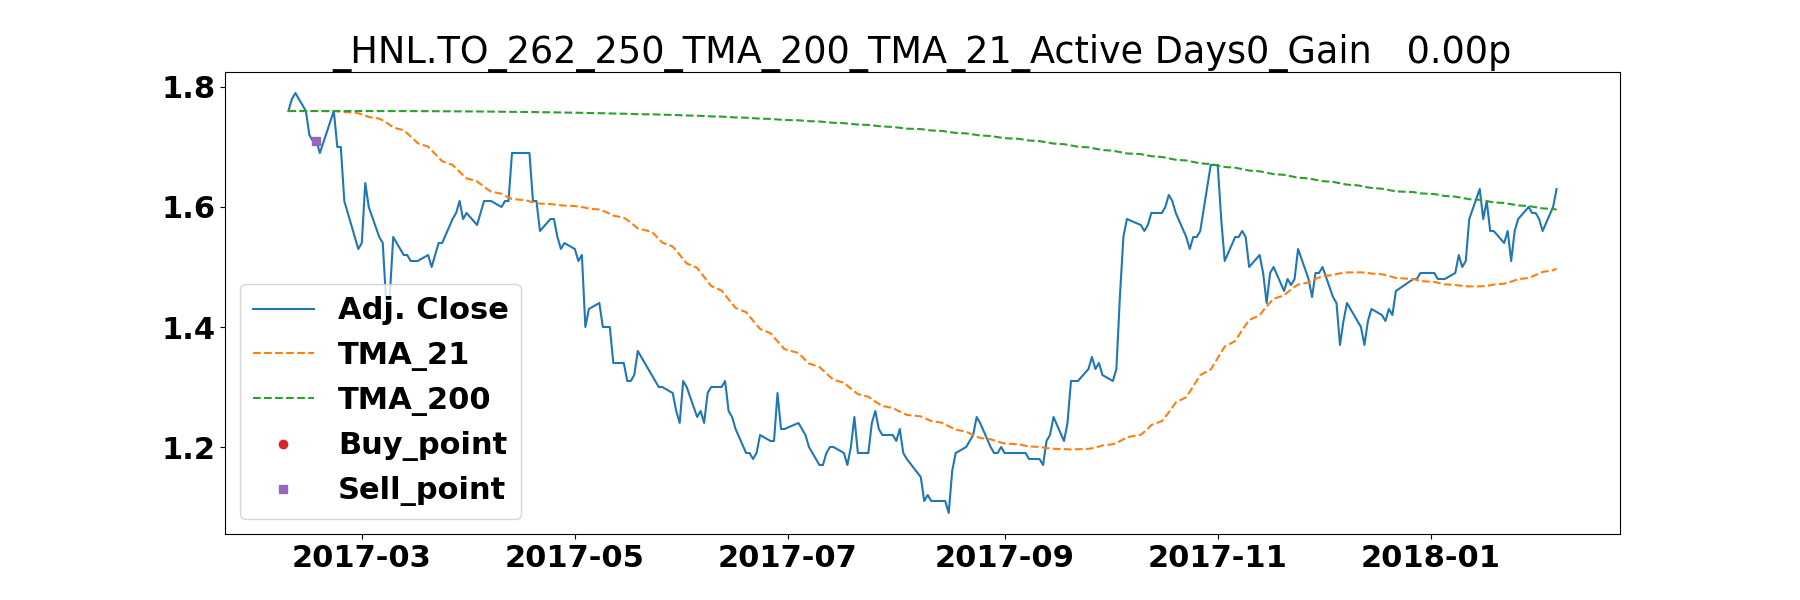 _HNL.TO_262_250_TMA_200_TMA_21_Active Days0_Gain   0.00p
1.8
1.6
1.4
1.2
Adj. Close
TMA_21
TMA_200
Buy_point
Sell_point
2017-03 2017-05 2017-07 2017-09 2017-11 2018-01